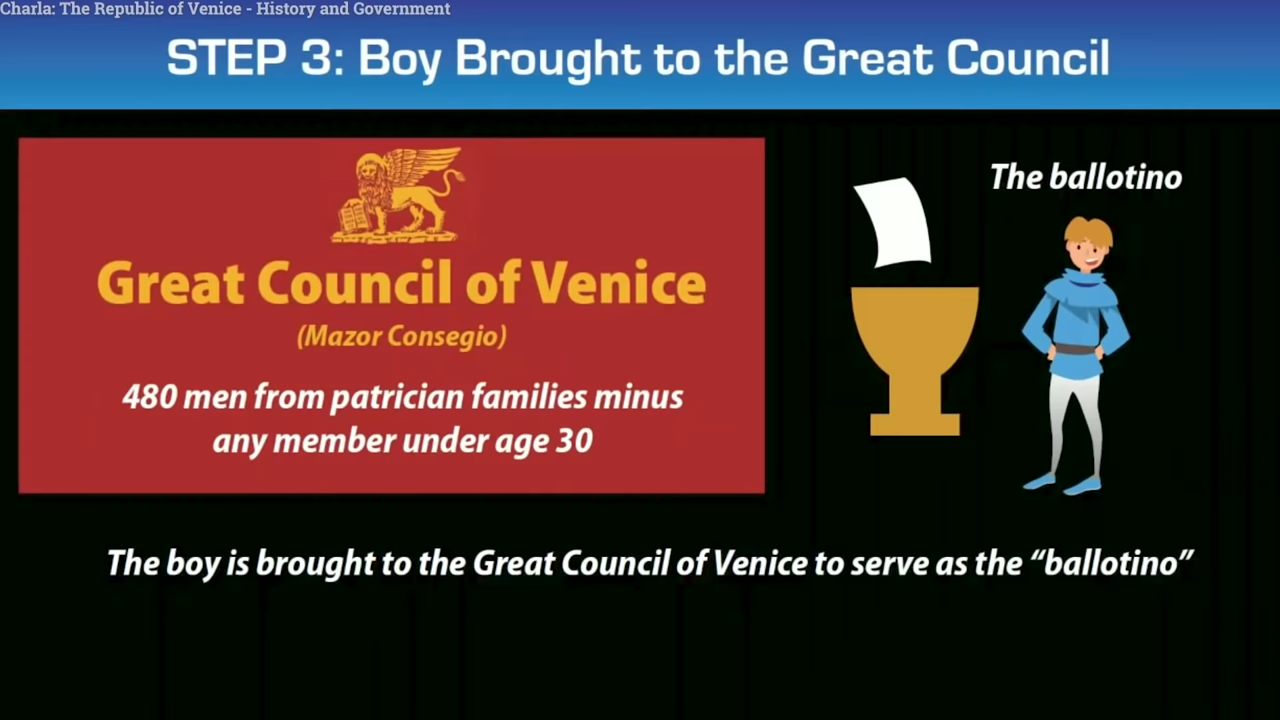 Charla: The Republic of Venice - History and Government
STEP 3: Boy Brought to the Great Council
Great Council of Venice
(Mazor Consegio)
480 men from patrician families minus
any member under age 30
The ballotino
The boy is brought to the Great Council of Venice to serve as the “ballotino”